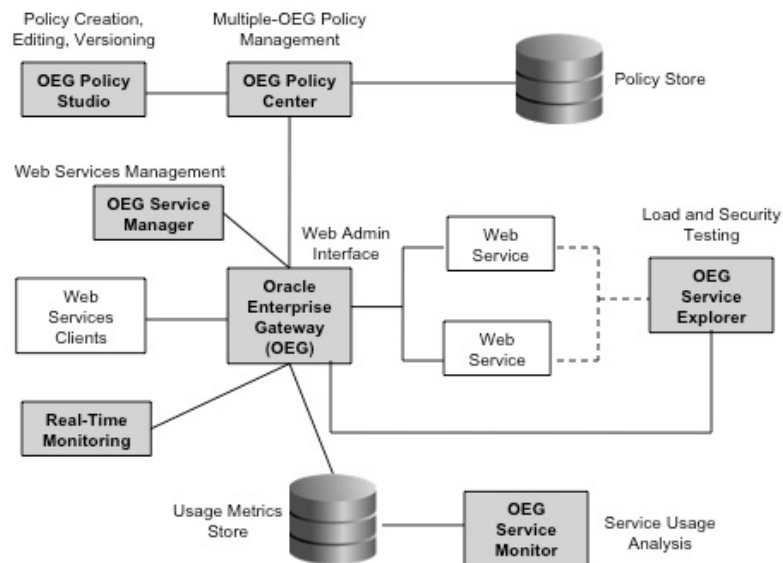 Policy Creation,
Editing, Versioning
Multiple-OEG Policy
Management
OEG Policy
Studio
OEG Policy
Center
Policy Store
Web Services Management
OEG Service
Manager
Web Admin
Interface
Web
Service
Load and Security
Testing
Web
Services
Clients
Oracle
Enterprise
Gateway
(OEG)
Web
Service
OEG
Service
Explorer
Real-Time
Monitoring
Usage Metrics
Store
OEG
Service
Monitor
Service Usage
Analysis